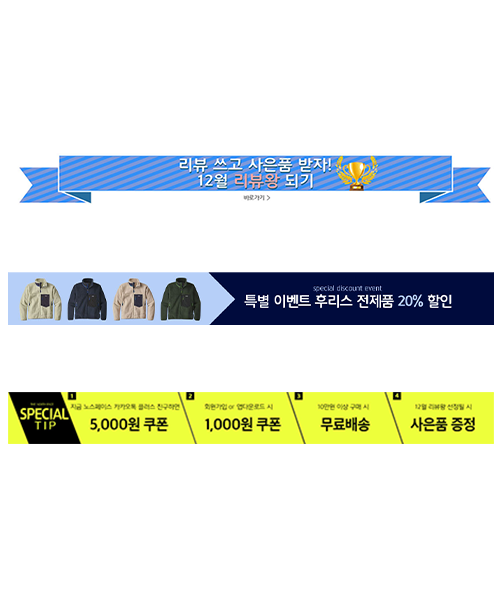 리뷰 쓰고 사은품 받자!
12월 리뷰왕 되기
바로가기 >
special discount event
특별 이벤트 후리스 전제품 20% 할인
SPECIAL
TIP
1
지금 노스페이스 카카오톡 플러스 친구하면
5,000원 쿠폰
2
회원가입 or 앱다운로드 시
1,000원 쿠폰
3
10만원 이상 구매 시
무료배송
4
12월 리뷰왕 선정될 시
사은품 증정